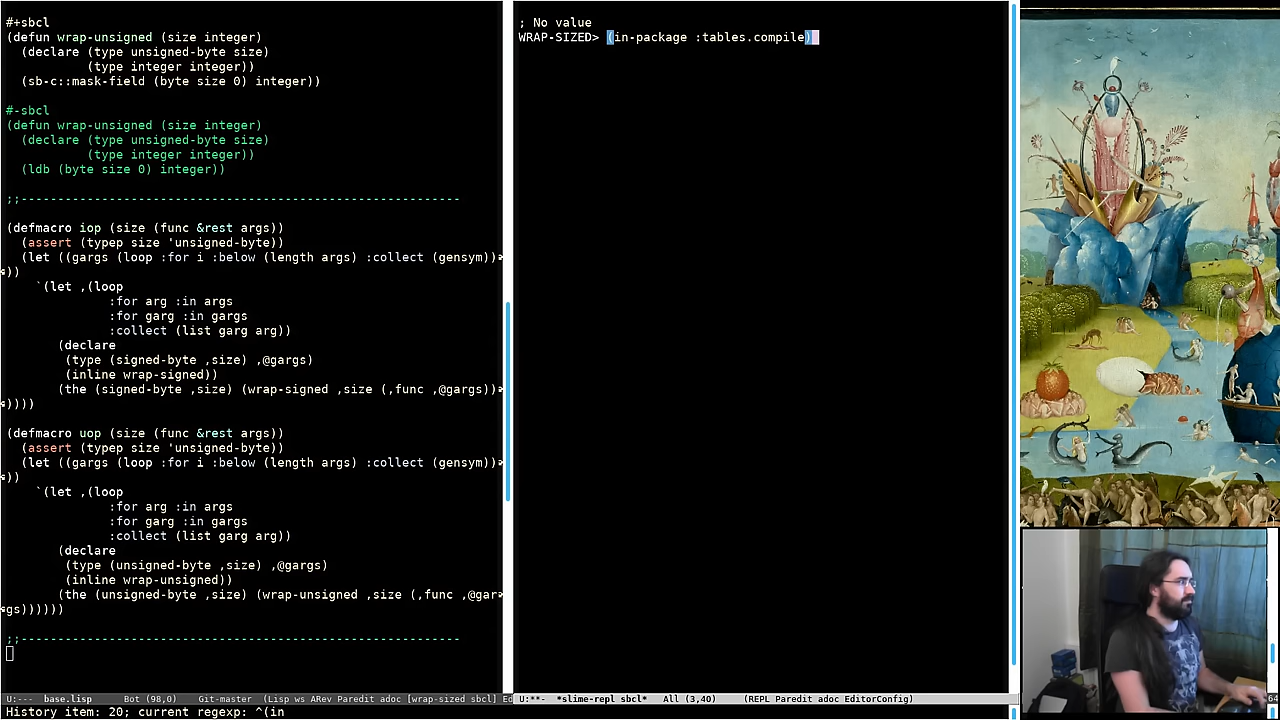 #+sbcl
(defun wrap-unsigned (size integer)
  (declare (type unsigned-byte size)
           (type integer integer))
  (sb-c::mask-field (byte size 0) integer))
#-sbcl
(defun wrap-unsigned (size integer)
  (declare (type unsigned-byte size)
           (type integer integer))
  (ldb (byte size 0) integer))
;;------------------------------------------------------------
(defmacro iop (size (func &rest args))
  (assert (typep size 'unsigned-byte))
  (let ((gargs (loop :for i :below (length args) :collect (gensym))
))
    `(let ,(loop
              :for arg :in args
              :for garg :in gargs
              :collect (list garg arg))
       (declare
        (type (signed-byte ,size) ,@gargs)
        (inline wrap-signed))
       (the (signed-byte ,size) (wrap-signed ,size (,func ,@gargs))
))))
(defmacro uop (size (func &rest args))
  (assert (typep size 'unsigned-byte))
  (let ((gargs (loop :for i :below (length args) :collect (gensym))
))
    `(let ,(loop
              :for arg :in args
              :for garg :in gargs
              :collect (list garg arg))
       (declare
        (type (unsigned-byte ,size) ,@gargs)
        (inline wrap-unsigned))
       (the (unsigned-byte ,size) (wrap-unsigned ,size (,func ,@gar
gs))))))
;;------------------------------------------------------------
U:---  base.lisp      Bot (98,0)     Git-master  (Lisp ws ARev Paredit adoc [wrap-sized sbcl] Ed
History item: 20; current regexp: ^(in
; No value
WRAP-SIZED> (in-package :tables.compile)
U:**-  *slime-repl sbcl*   All (3,40)     (REPL Paredit adoc EditorConfig)